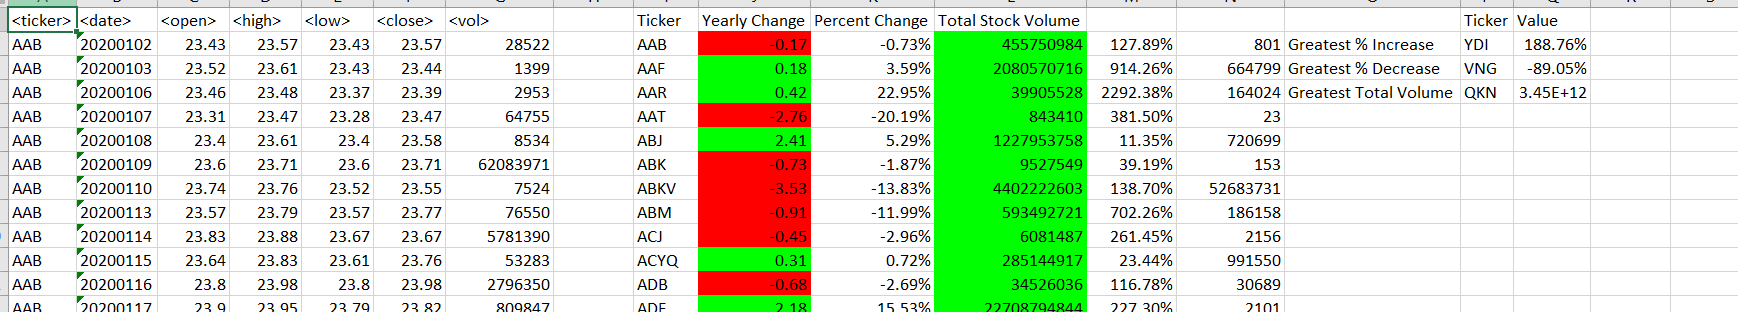 <ticker> <date> <open> <high> <low> <close> <vol> Ticker Yearly Change Percent Change Total Stock Volume Ticker Value
AAB 20200102 23.43 23.57 23.43 23.57 28522 AAB -0.17 -0.73% 455750984 127.89% 801 Greatest % Increase YDI 188.76%
AAB 20200103 23.52 23.61 23.43 23.44 1399 AAF 0.18 3.59% 2080570716 914.26% 664799 Greatest % Decrease VNG -89.05%
AAB 20200106 23.46 23.48 23.37 23.39 2953 AAR 0.42 22.95% 39905528 2292.38% 164024 Greatest Total Volume QKN 3.45E+12
AAB 20200107 23.31 23.47 23.28 23.47 64755 AAT -2.76 -20.19% 843410 381.50% 23
AAB 20200108 23.4 23.61 23.4 23.58 8534 ABJ 2.41 5.29% 1227953758 11.35% 720699
AAB 20200109 23.6 23.71 23.6 23.71 62083971 ABK -0.73 -1.87% 9527549 39.19% 153
AAB 20200110 23.74 23.76 23.52 23.55 7524 ABKV -3.53 -13.83% 4402222603 138.70% 52683731
AAB 20200113 23.57 23.79 23.57 23.77 76550 ABM -0.91 -11.99% 593492721 702.26% 186158
AAB 20200114 23.83 23.88 23.67 23.67 5781390 ACJ -0.45 -2.96% 6081487 261.45% 2156
AAB 20200115 23.64 23.83 23.61 23.76 53283 ACYQ 0.31 0.72% 285144917 23.44% 991550
AAB 20200116 23.8 23.98 23.8 23.98 2796350 ADB -0.68 -2.69% 34526036 116.78% 30689
AAB 20200117 23.9 23.95 23.79 23.82 809847 2.18 15.53% 22708794844 227.30% 2101